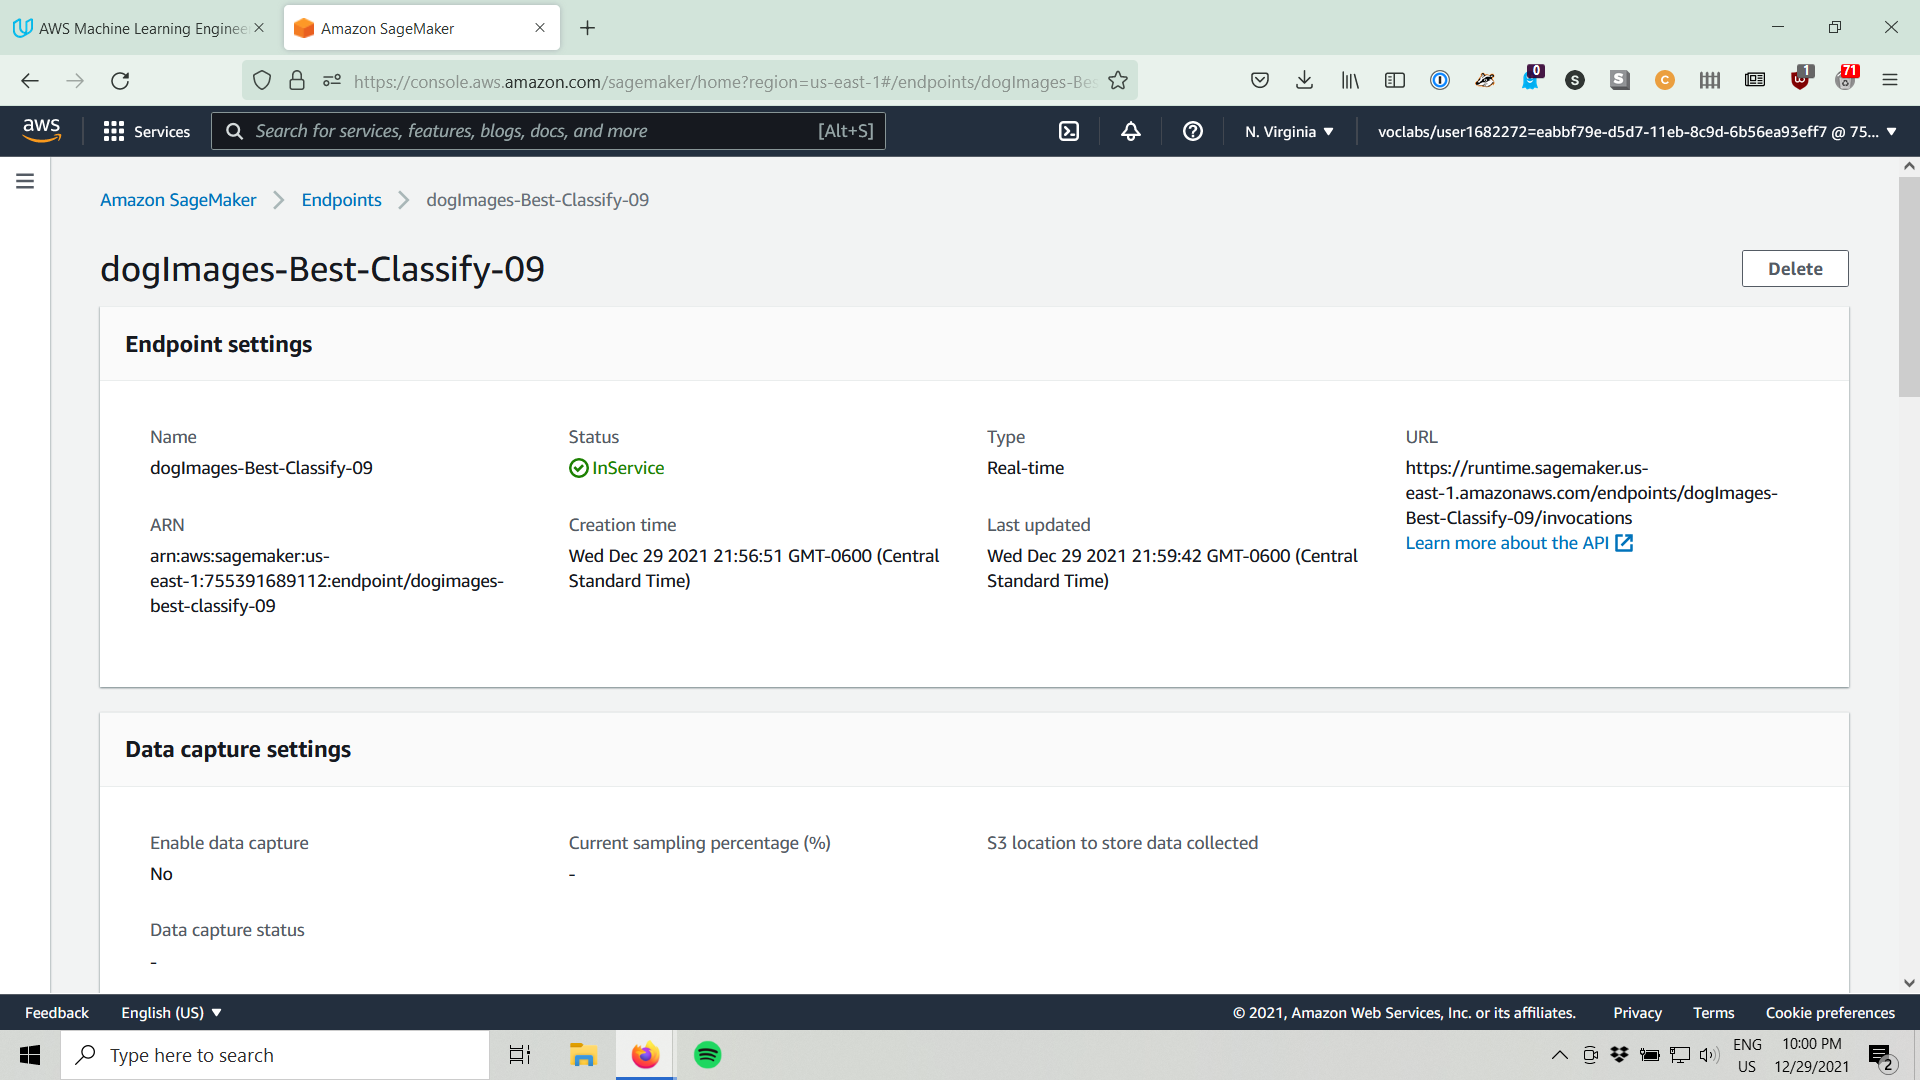 AWS Machine Learning Enginee
Amazon SageMaker
https://console.aws.amazon.com/sagemaker/home?region=us-east-1#/endpoints/dogImages-Bes
0
S
S
C
1
71
aws
Services
Search for services, features, blogs, docs, and more
[Alt+S]
N. Virginia
voclabs/user1682272=eabbf79e-d5d7-11eb-8c9d-6b56ea93eff7 @ 75...
Amazon SageMaker
Endpoints
dogImages-Best-Classify-09
dogImages-Best-Classify-09
Delete
Endpoint settings
Name
dogImages-Best-Classify-09
Status
InService
Type
Real-time
URL
https://runtime.sagemaker.us-
east-1.amazonaws.com/endpoints/dogImages-
Best-Classify-09/invocations
Learn more about the API
ARN
arn:aws:sagemaker:us-
east-1:755391689112:endpoint/dogimages-
best-classify-09
Creation time
Wed Dec 29 2021 21:56:51 GMT-0600 (Central
Standard Time)
Last updated
Wed Dec 29 2021 21:59:42 GMT-0600 (Central
Standard Time)
Data capture settings
Enable data capture
No
Current sampling percentage (%)
-
S3 location to store data collected
Data capture status
-
Feedback
English (US)
© 2021, Amazon Web Services, Inc. or its affiliates.
Privacy
Terms
Cookie preferences
Type here to search
ENG
US
10:00 PM
12/29/2021
2